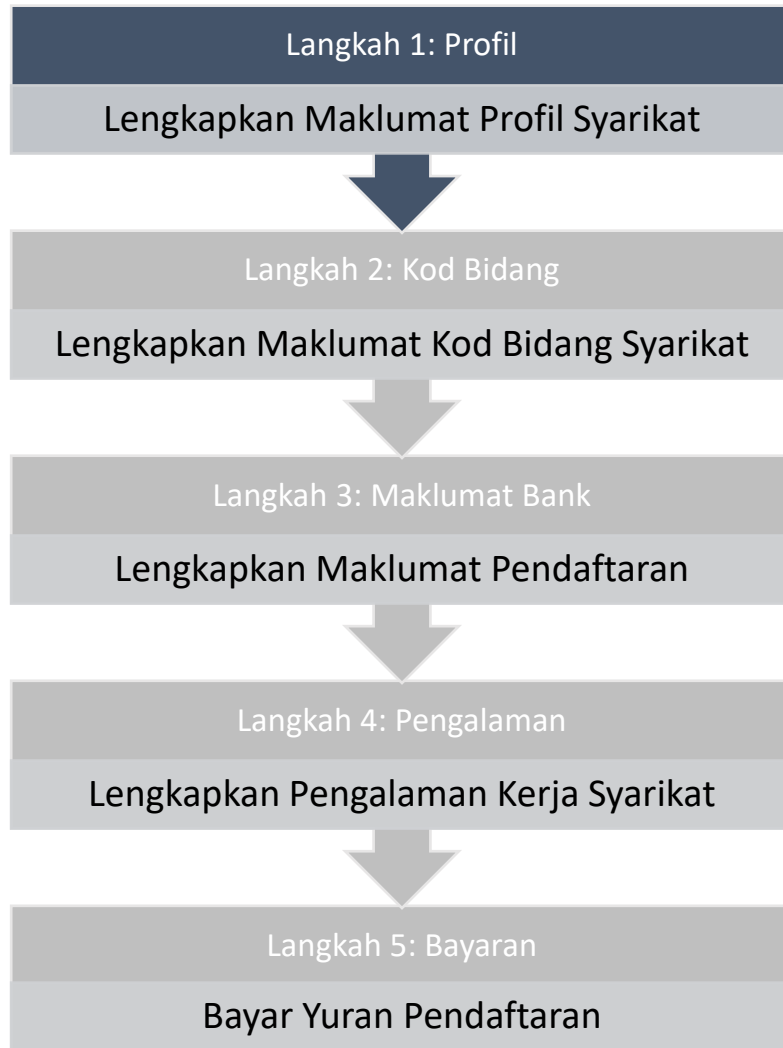 Langkah 1: Profil
Lengkapkan Maklumat Profil Syarikat
Langkah 2: Kod Bidang
Lengkapkan Maklumat Kod Bidang Syarikat
Langkah 3: Maklumat Bank
Lengkapkan Maklumat Pendaftaran
Langkah 4: Pengalaman
Lengkapkan Pengalaman Kerja Syarikat
Langkah 5: Bayaran
Bayar Yuran Pendaftaran